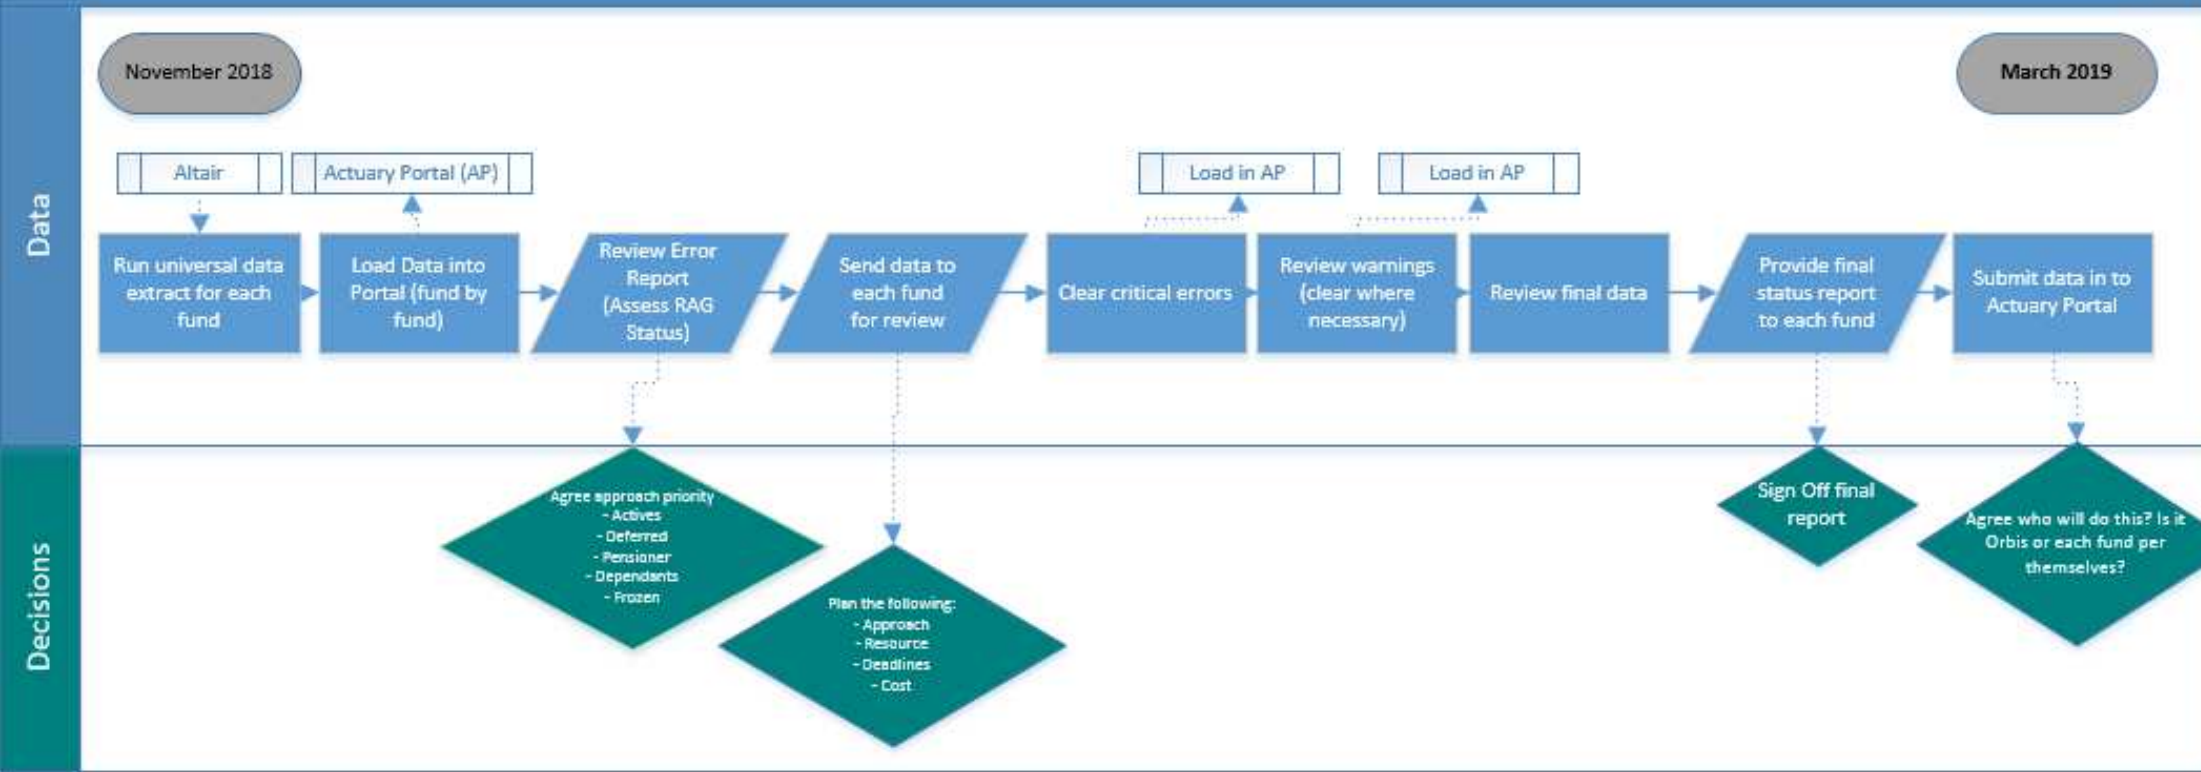 November 2018
March 2019
Data
Altair
Actuary Portal (AP)
Load in AP
Load in AP
Run universal data
extract for each
fund
Load Data into
Portal (fund by
fund)
Review Error
Report
(Assess RAG
Status)
Send data to
each fund
for review
Clear critical errors
Review warnings
(clear where
necessary)
Review final data
Provide final
status report
to each fund
Submit data in to
Actuary Portal
Decisions
Agree approach priority
- Actives
- Deferred
- Pensioner
- Dependants
- Frozen
Plan the following:
- Approach
- Resource
- Deadlines
- Cost
Sign Off final
report
Agree who will do this? Is it
Orbis or each fund per
themselves?